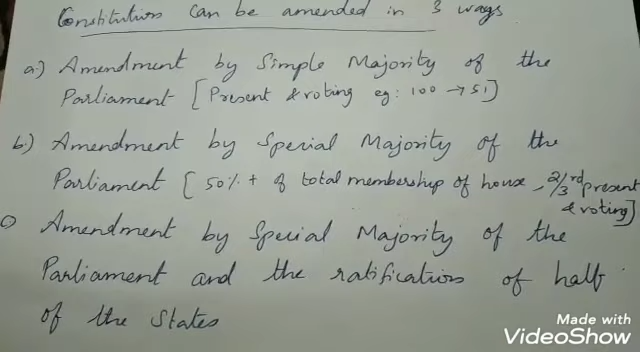 Constitution can be amended in 3 ways
a.) Amendment by Simple Majority of the
Parliament [Present & voting eg: 100 → 51]
b.) Amendment by Special Majority of the
Parliament [50% + of total membership of house, 2/3rd present
& voting]
c) Amendment by Special Majority of the
Parliament and the ratification of half
of the States
Made with
VideoShow